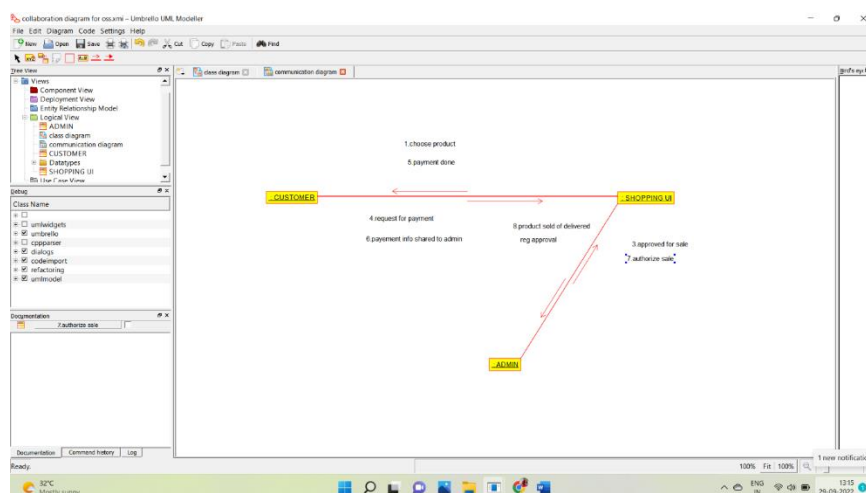 collaboration diagram for oss.xmi – Umbrello UML Modeller
File Edit Diagram Code Settings Help
New Open Save Cut Copy Paste Find
Tree View
class diagram
communication diagram
Bird's eye
Views
Component View
Deployment View
Entity Relationship Model
Logical View
ADMIN
class diagram
communication diagram
CUSTOMER
Datatypes
SHOPPING UI
Use Case View
Debug
Class Name
umlwidgets
umbrello
cppparser
dialogs
codeimport
refactoring
umlmodel
Documentation
7.authorize sale
Documentation Command history Log
1.choose product
5.payment done
CUSTOMER
SHOPPING UI
4.request for payment
6.payement info shared to admin
8.product sold of delivered
reg approval
3.approved for sale
7.authorize sale
ADMIN
Ready.
100% Fit 100%
1 new notificatio
32°C
Mostly sunny
ENG
IN
13:15
29-09-2022